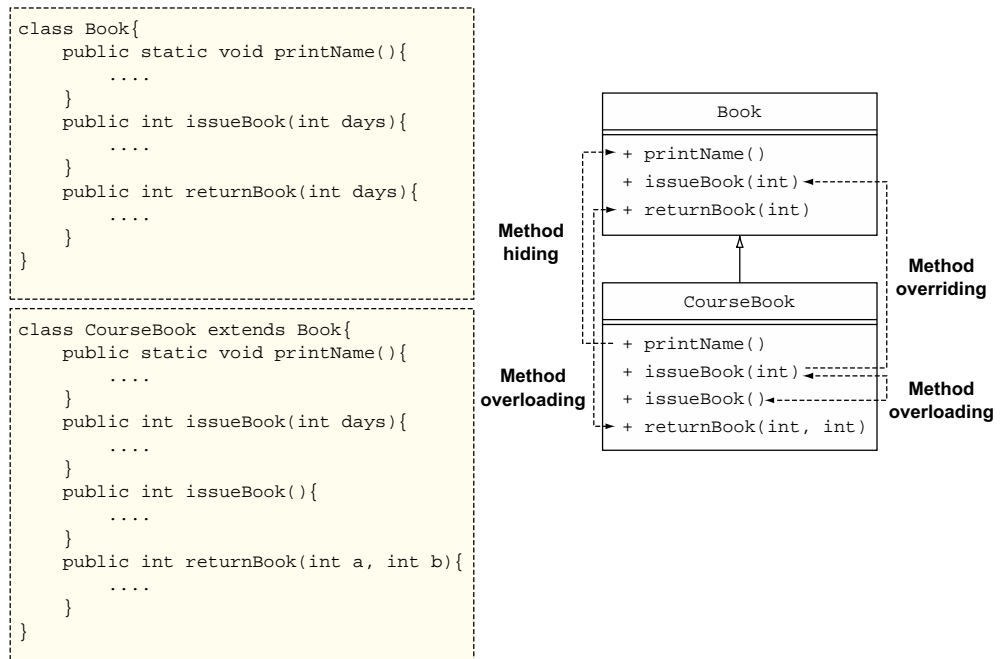 class Book{
    public static void printName(){
        ....
    }
    public int issueBook(int days){
        ....
    }
    public int returnBook(int days){
        ....
    }
}
class CourseBook extends Book{
    public static void printName(){
        ....
    }
    public int issueBook(int days){
        ....
    }
    public int issueBook(){
        ....
    }
    public int returnBook(int a, int b){
        ....
    }
}
Book
+ printName()
+ issueBook(int)
+ returnBook(int)
Method
hiding
Method
overriding
CourseBook
+ printName()
+ issueBook(int)
+ issueBook()
+ returnBook(int, int)
Method
overloading
Method
overloading